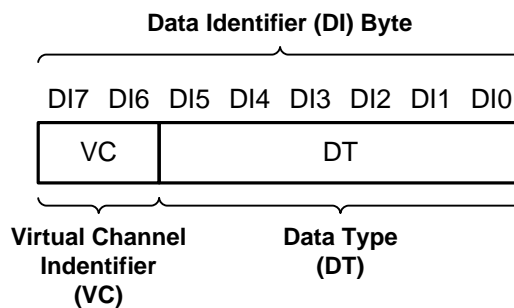 Data Identifier (DI) Byte
DI7 DI6 DI5 DI4 DI3 DI2 DI1 DI0
VC DT
Virtual Channel Data Type
Indentifier (DT)
(VC)